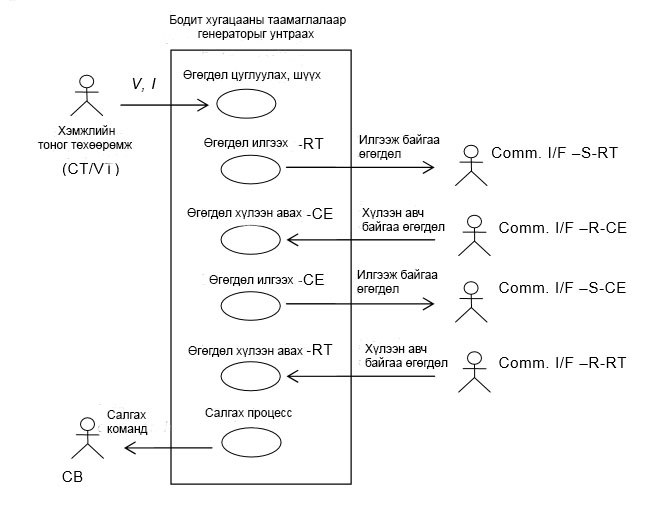 Бодит хугацааны таамаглалаар
генераторыг унтраах
Өгөгдөл цуглуулах, шүүх
V, I
Хэмжлийн
тоног төхөөрөмж
(CT/VT)
Өгөгдөл илгээх -RT
Илгээж байгаа
өгөгдөл
Comm. I/F –S-RT
Өгөгдөл хүлээн авах -CE
Хүлээн авч
байгаа өгөгдөл
Comm. I/F –R-CE
Өгөгдөл илгээх -CE
Илгээж байгаа
өгөгдөл
Comm. I/F –S-CE
Өгөгдөл хүлээн авах -RT
Хүлээн авч
байгаа өгөгдөл
Comm. I/F –R-RT
Салгах процесс
Салгах
команд
CB